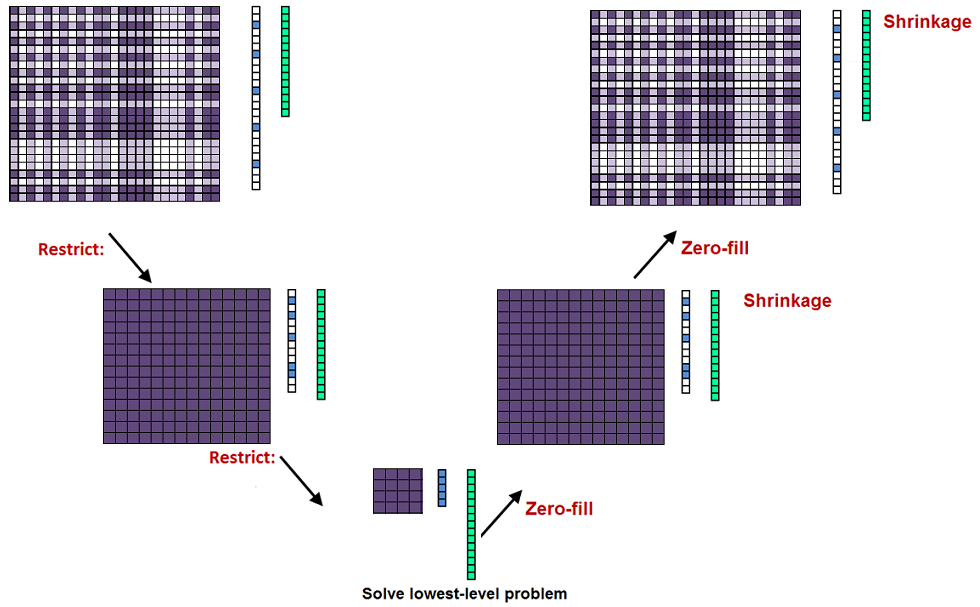 Shrinkage
Restrict:
Zero-fill
Shrinkage
Restrict:
Zero-fill
Solve lowest-level problem